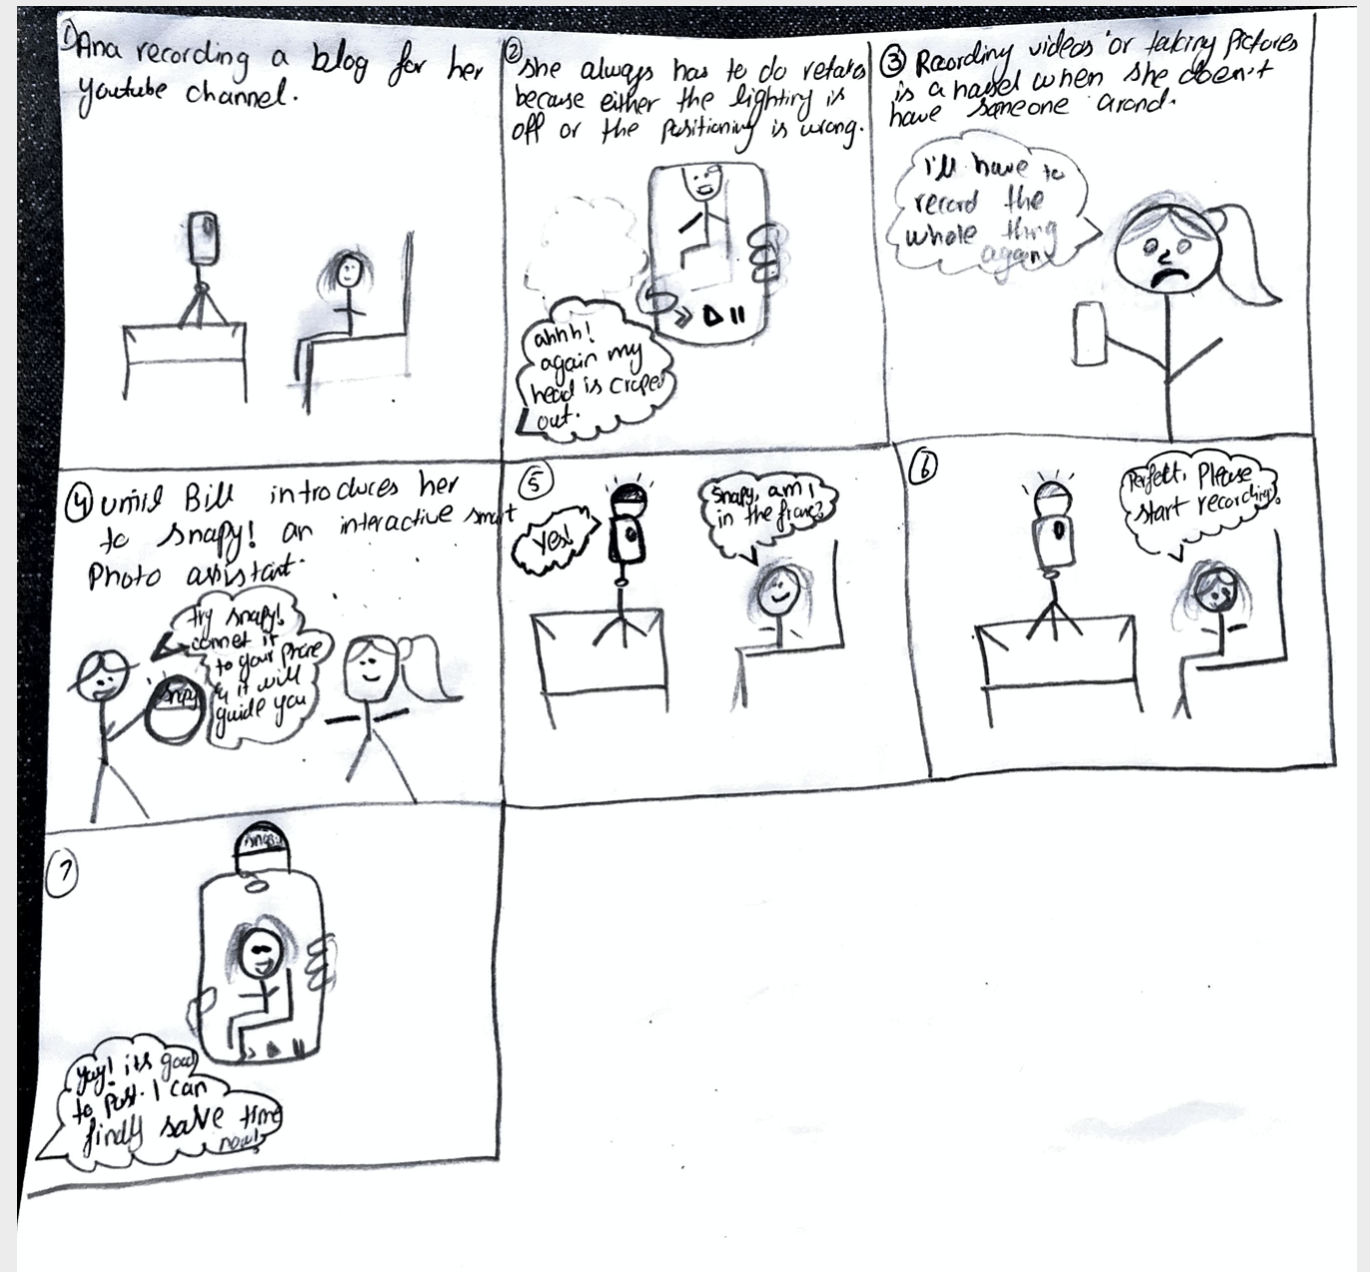 1) Ana recording a blog for her
Youtube channel.
② she always has to do retakes
because either the lighting is
off or the positioning is wrong.
ahhh!
again my
head is croped
out.
③ Recording videos or taking pictures
is a hassel when she doesn't
have someone arond.
I'll have to
record the
whole thing
again
④ until Bill introduces her
to snapy! an interactive smart
Photo assistant.
try snapy!
connet it
to your phone
& it will
guide you
snapy
⑤
Yes!
Snapy, am I
in the frame?
⑥
Perfect, Please
start recording.
7
snapy
yay! its good
to Post. I can
findly save time
now!